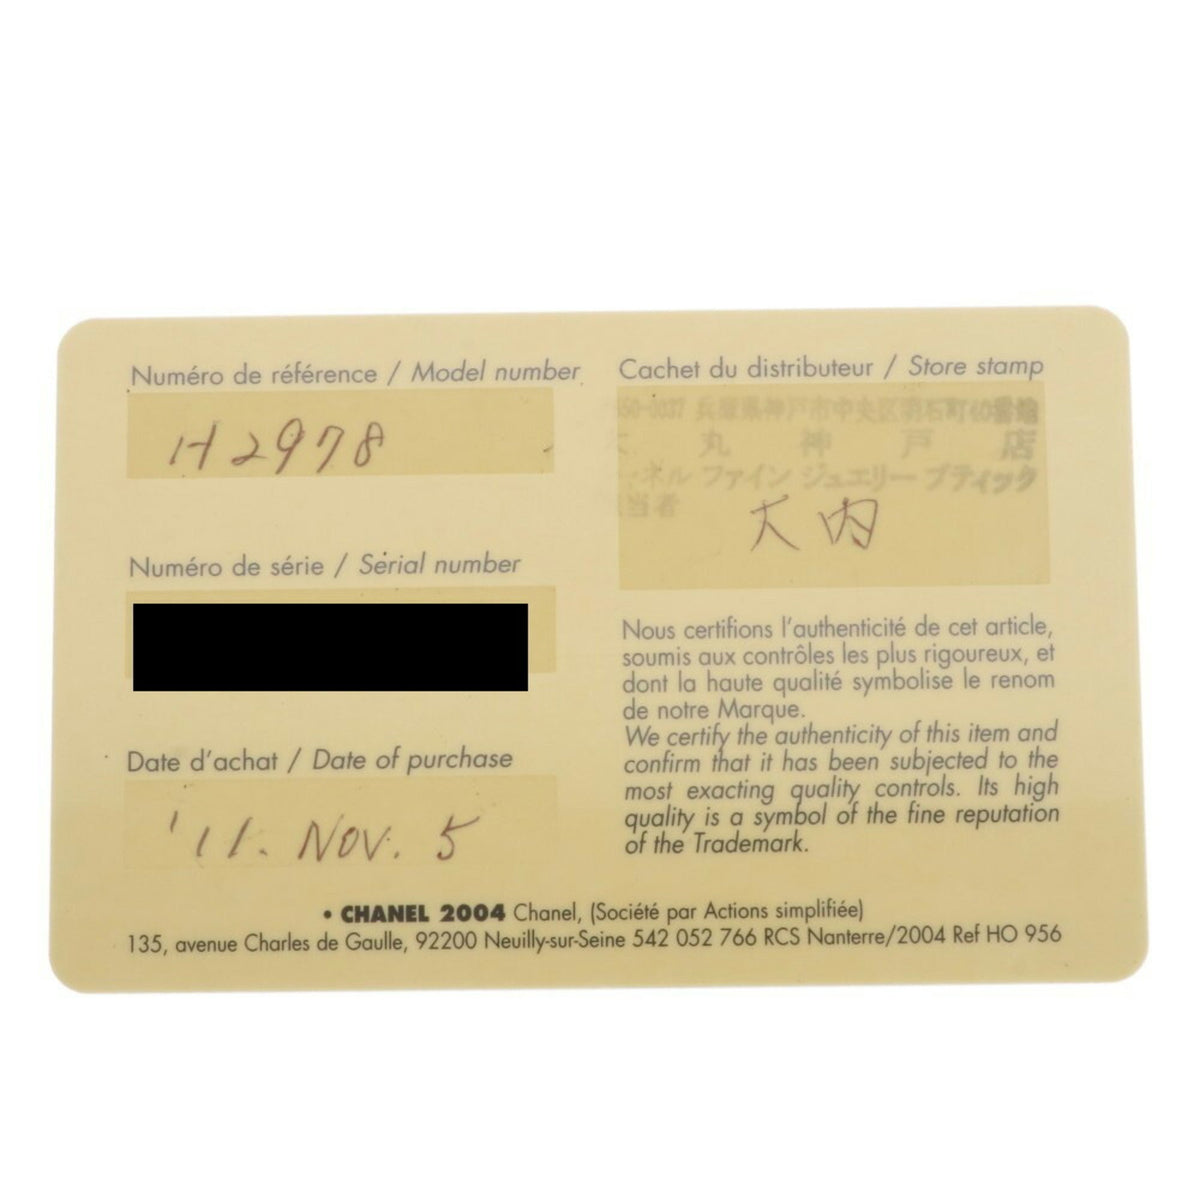 Numéro de référence / Model number
H2978
Numéro de série / Serial number
Date d'achat / Date of purchase
'11. NOV. 5
Cachet du distributeur / Store stamp
650-0037 兵庫県神戸市中央区明石町40番地
丸 神 戸 店
ネル ファイン ジュエリー ブティック
担当者
大内
Nous certifions l'authenticité de cet article,
soumis aux contrôles les plus rigoureux, et
dont la haute qualité symbolise le renom
de notre Marque.
We certify the authenticity of this item and
confirm that it has been subjected to the
most exacting quality controls. Its high
quality is a symbol of the fine reputation
of the Trademark.
• CHANEL 2004 Chanel, (Société par Actions simplifiée)
135, avenue Charles de Gaulle, 92200 Neuilly-sur-Seine 542 052 766 RCS Nanterre/2004 Ref HO 956